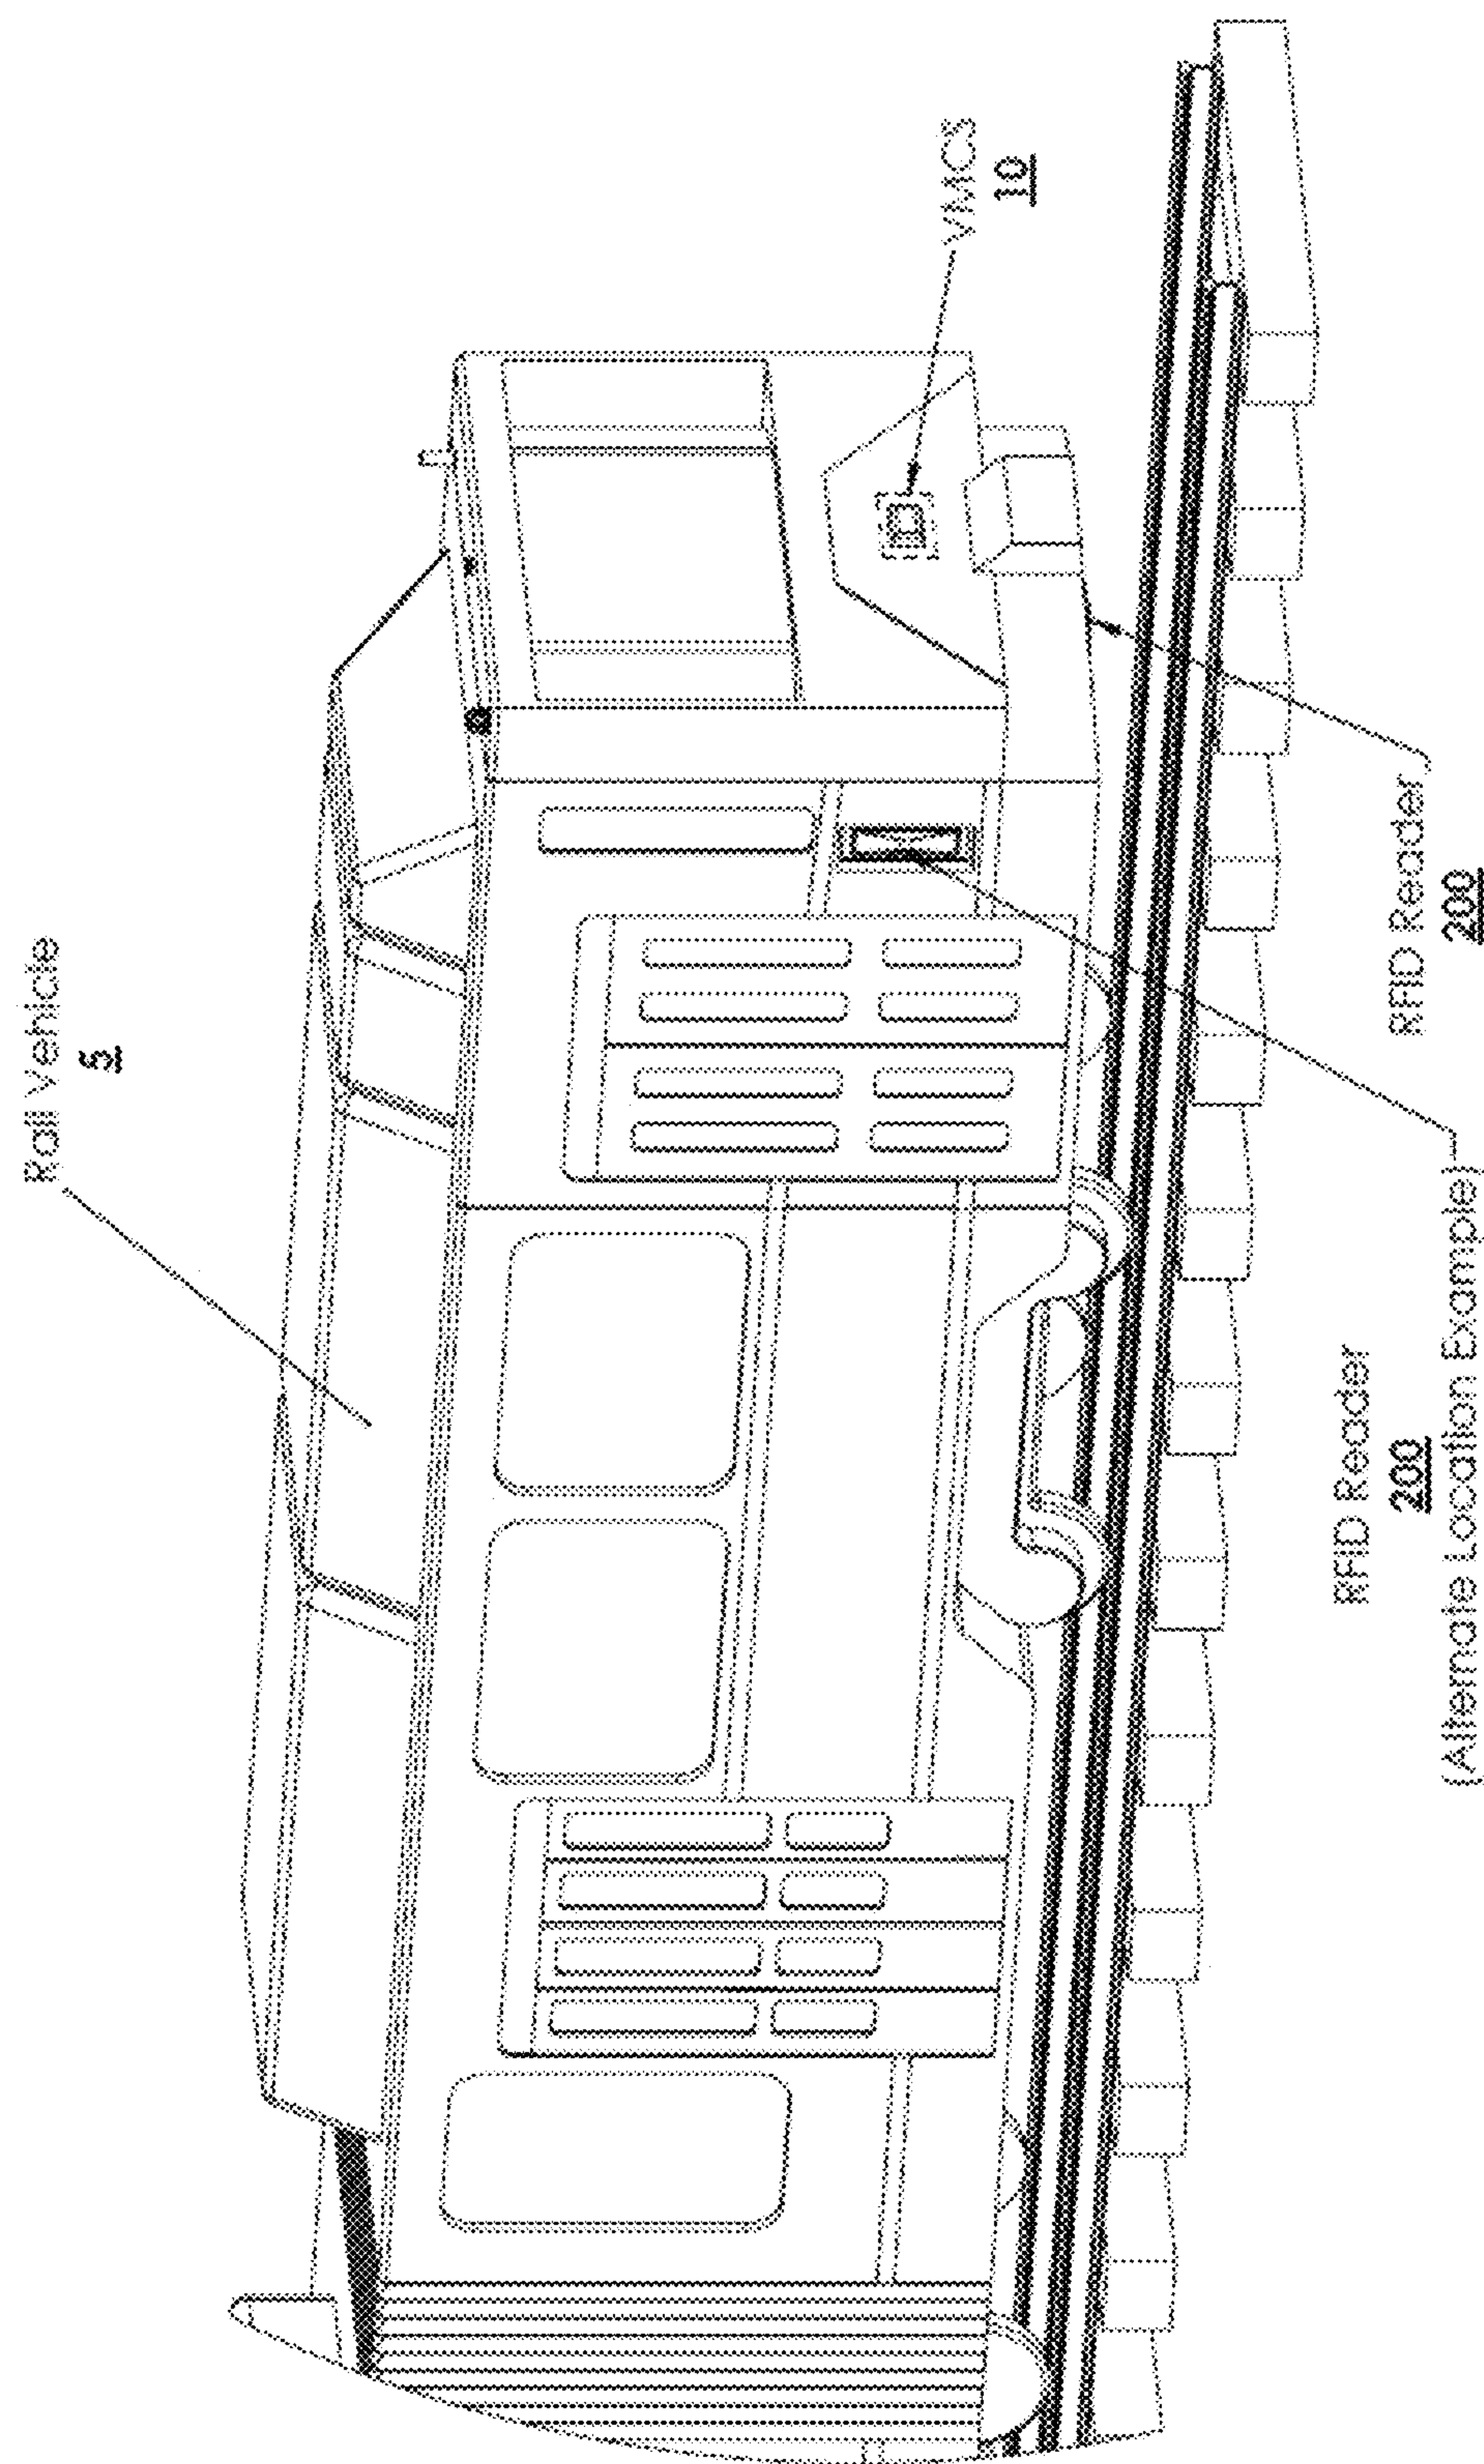 Rail Vehicle
5
VMCS
10
RFID Reader
200
RFID Reader
200
(Alternate Location Example)